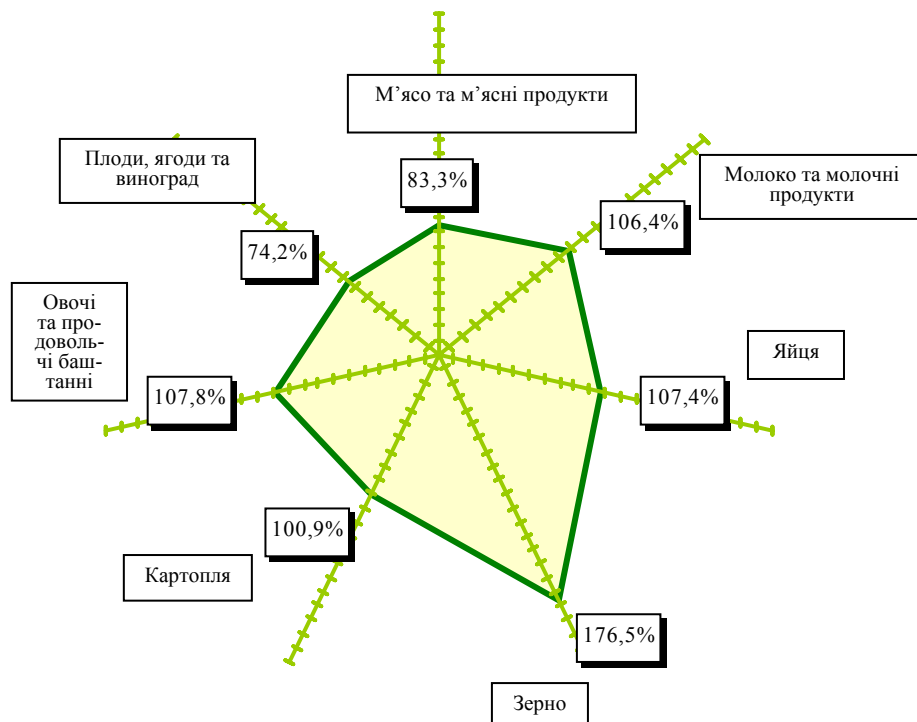 М’ясо та м’ясні продукти
83,3%
Молоко та молочні
продукти
106,4%
Яйця
107,4%
Зерно
176,5%
Картопля
100,9%
Овочі
та про-
доволь-
чі баш-
танні
107,8%
Плоди, ягоди та
виноград
74,2%